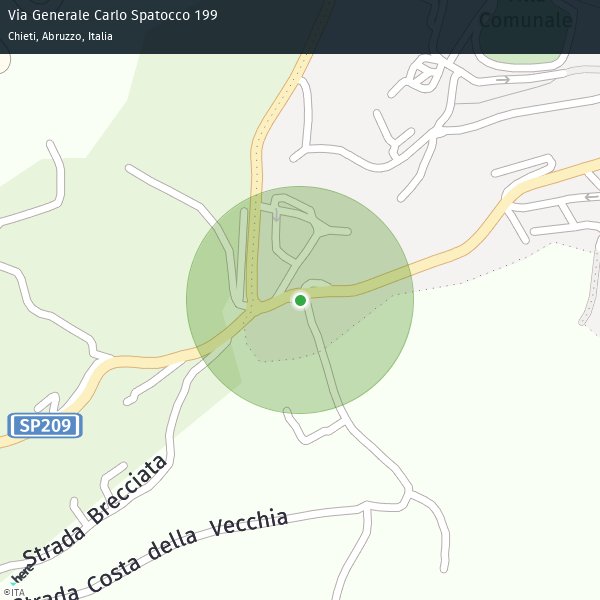 Via Generale Carlo Spatocco 199
Chieti, Abruzzo, Italia
Comunale
SP209
Strada Brecciata
Strada Costa della Vecchia
here
©ITA